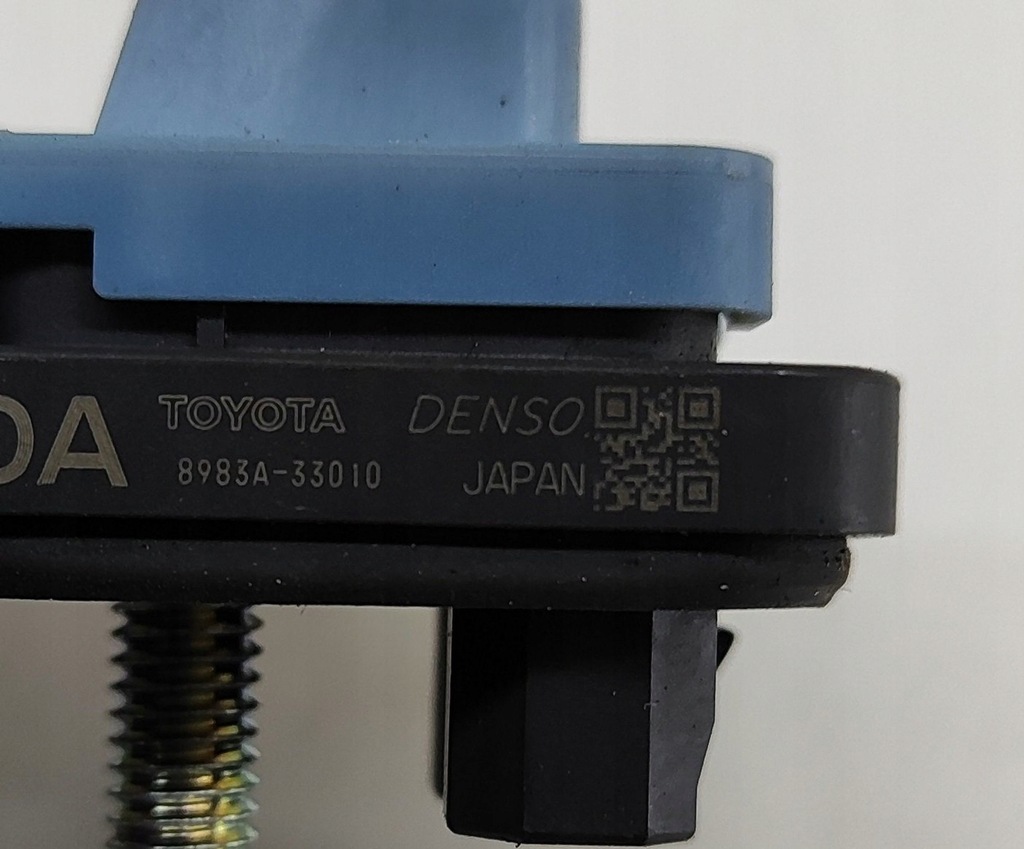 DA TOYOTA DENSO
8983A-33010 JAPAN